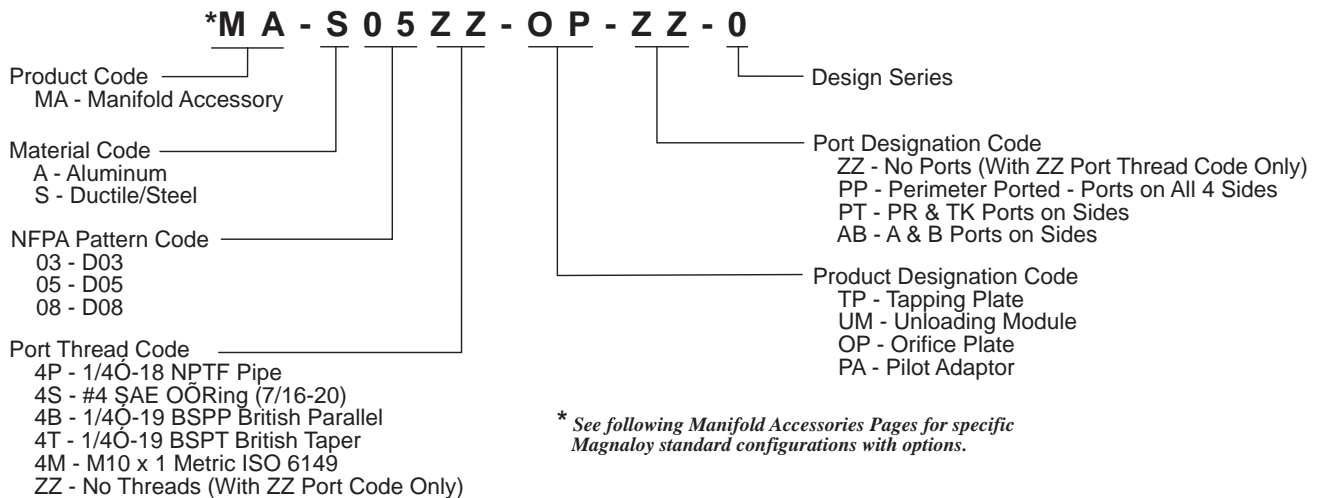 *MA-S05ZZ-OP-ZZ-0
Product Code
MA - Manifold Accessory
Material Code
A - Aluminum
S - Ductile/Steel
NFPA Pattern Code
03 - D03
05 - D05
08 - D08
Port Thread Code
4P - 1/4Ó-18 NPTF Pipe
4S - #4 SAE OÕRing (7/16-20)
4B - 1/4Ó-19 BSPP British Parallel
4T - 1/4Ó-19 BSPT British Taper
4M - M10 x 1 Metric ISO 6149
ZZ - No Threads (With ZZ Port Code Only)
Design Series
Port Designation Code
ZZ - No Ports (With ZZ Port Thread Code Only)
PP - Perimeter Ported - Ports on All 4 Sides
PT - PR & TK Ports on Sides
AB - A & B Ports on Sides
Product Designation Code
TP - Tapping Plate
UM - Unloading Module
OP - Orifice Plate
PA - Pilot Adaptor
* See following Manifold Accessories Pages for specific
Magnaloy standard configurations with options.